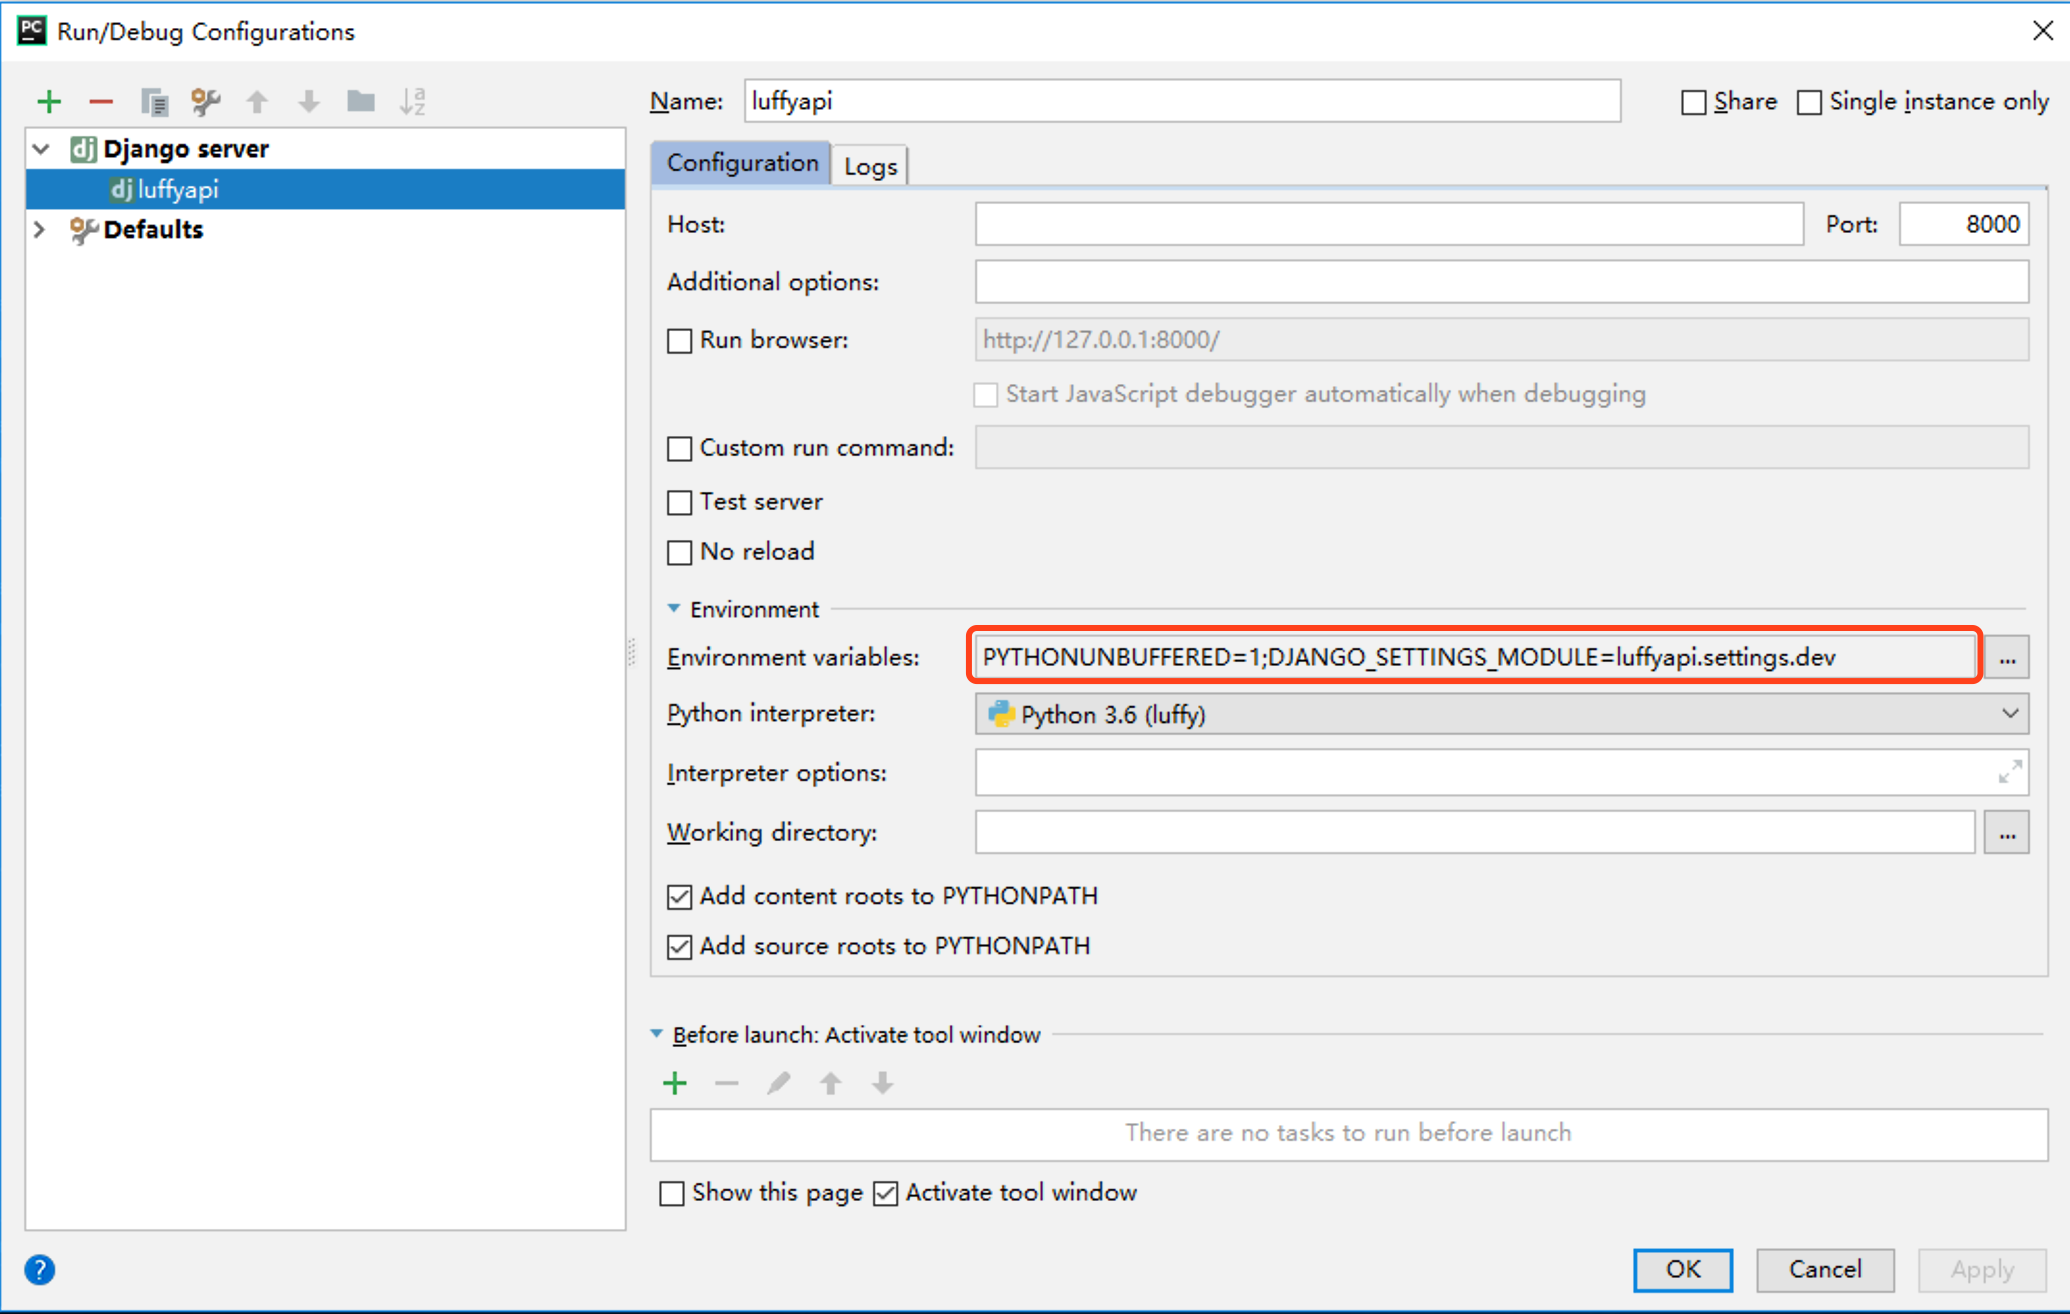 Run/Debug Configurations
Name: luffyapi
Share
Single instance only
Django server
luffyapi
Defaults
Configuration
Logs
Host:
Port: 8000
Additional options:
Run browser: http://127.0.0.1:8000/
Start JavaScript debugger automatically when debugging
Custom run command:
Test server
No reload
Environment
Environment variables: PYTHONUNBUFFERED=1;DJANGO_SETTINGS_MODULE=luffyapi.settings.dev ...
Python interpreter: Python 3.6 (luffy)
Interpreter options:
Working directory: ...
Add content roots to PYTHONPATH
Add source roots to PYTHONPATH
Before launch: Activate tool window
There are no tasks to run before launch
Show this page
Activate tool window
?
OK
Cancel
Apply